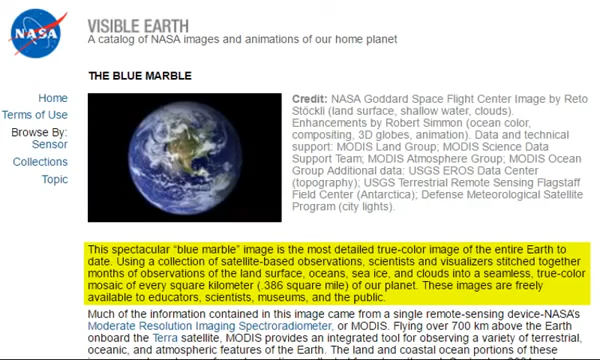 NASA
VISIBLE EARTH
A catalog of NASA images and animations of our home planet
THE BLUE MARBLE
Home
Terms of Use
Browse By:
Sensor
Collections
Topic
Credit: NASA Goddard Space Flight Center Image by Reto
Stöckli (land surface, shallow water, clouds).
Enhancements by Robert Simmon (ocean color,
compositing, 3D globes, animation). Data and technical
support: MODIS Land Group; MODIS Science Data
Support Team; MODIS Atmosphere Group; MODIS Ocean
Group Additional data: USGS EROS Data Center
(topography); USGS Terrestrial Remote Sensing Flagstaff
Field Center (Antarctica); Defense Meteorological Satellite
Program (city lights).
This spectacular “blue marble” image is the most detailed true-color image of the entire Earth to
date. Using a collection of satellite-based observations, scientists and visualizers stitched together
months of observations of the land surface, oceans, sea ice, and clouds into a seamless, true-color
mosaic of every square kilometer (.386 square mile) of our planet. These images are freely
available to educators, scientists, museums, and the public.
Much of the information contained in this image came from a single remote-sensing device-NASA’s
Moderate Resolution Imaging Spectroradiometer, or MODIS. Flying over 700 km above the Earth
onboard the Terra satellite, MODIS provides an integrated tool for observing a variety of terrestrial,
oceanic, and atmospheric features of the Earth. The land and coastal ocean portions of these